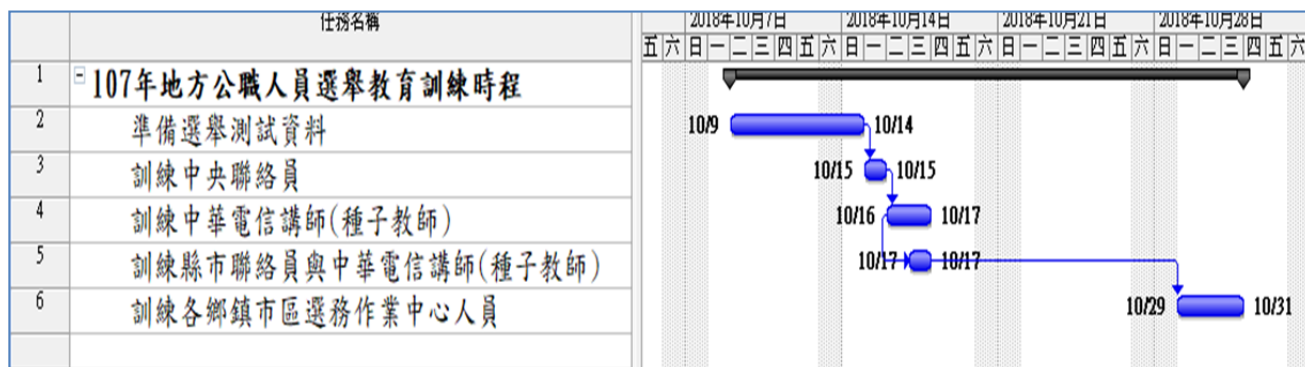 任務名稱
2018年10月7日 2018年10月14日 2018年10月21日 2018年10月28日
五 六 日 一 二 三 四 五 六 日 一 二 三 四 五 六 日 一 二 三 四 五 六 日 一 二 三 四 五 六
1 107年地方公職人員選舉教育訓練時程
2 準備選舉測試資料 10/9 10/14
3 訓練中央聯絡員 10/15 10/15
4 訓練中華電信講師(種子教師) 10/16 10/17
5 訓練縣市聯絡員與中華電信講師(種子教師) 10/17 10/17
6 訓練各鄉鎮市區選務作業中心人員 10/29 10/31